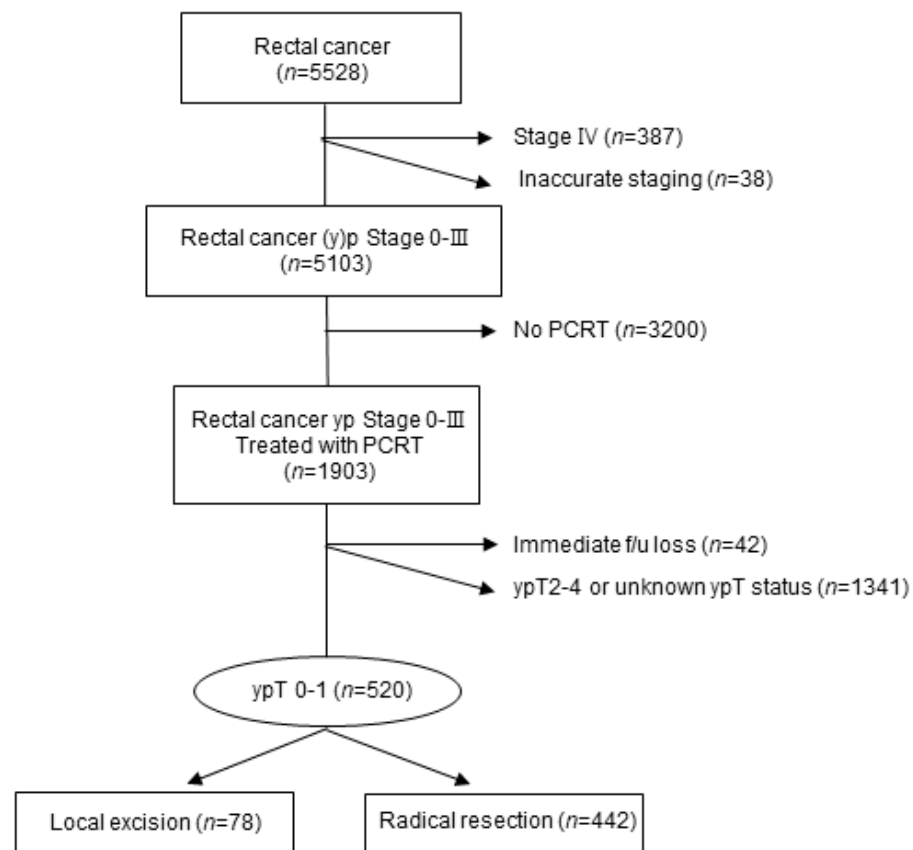 Rectal cancer
(n=5528)
Stage Ⅳ (n=387)
Inaccurate staging (n=38)
Rectal cancer (y)p Stage 0-Ⅲ
(n=5103)
No PCRT (n=3200)
Rectal cancer yp Stage 0-Ⅲ
Treated with PCRT
(n=1903)
Immediate f/u loss (n=42)
ypT2-4 or unknown ypT status (n=1341)
ypT 0-1 (n=520)
Local excision (n=78)
Radical resection (n=442)